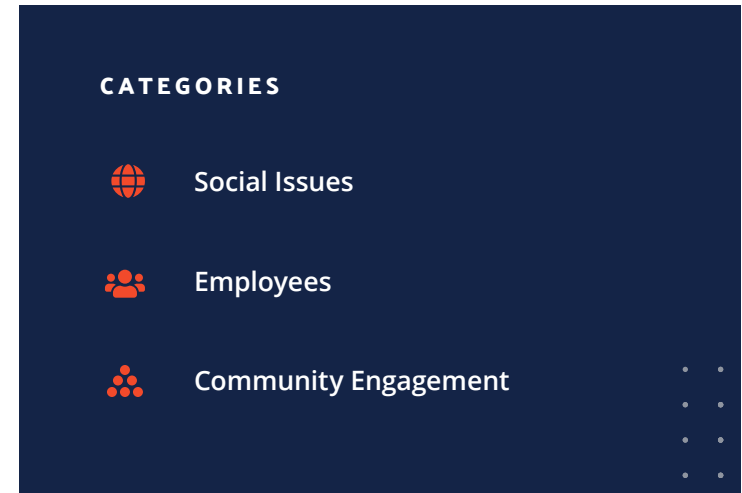 CATEGORIES
Social Issues
Employees
Community Engagement